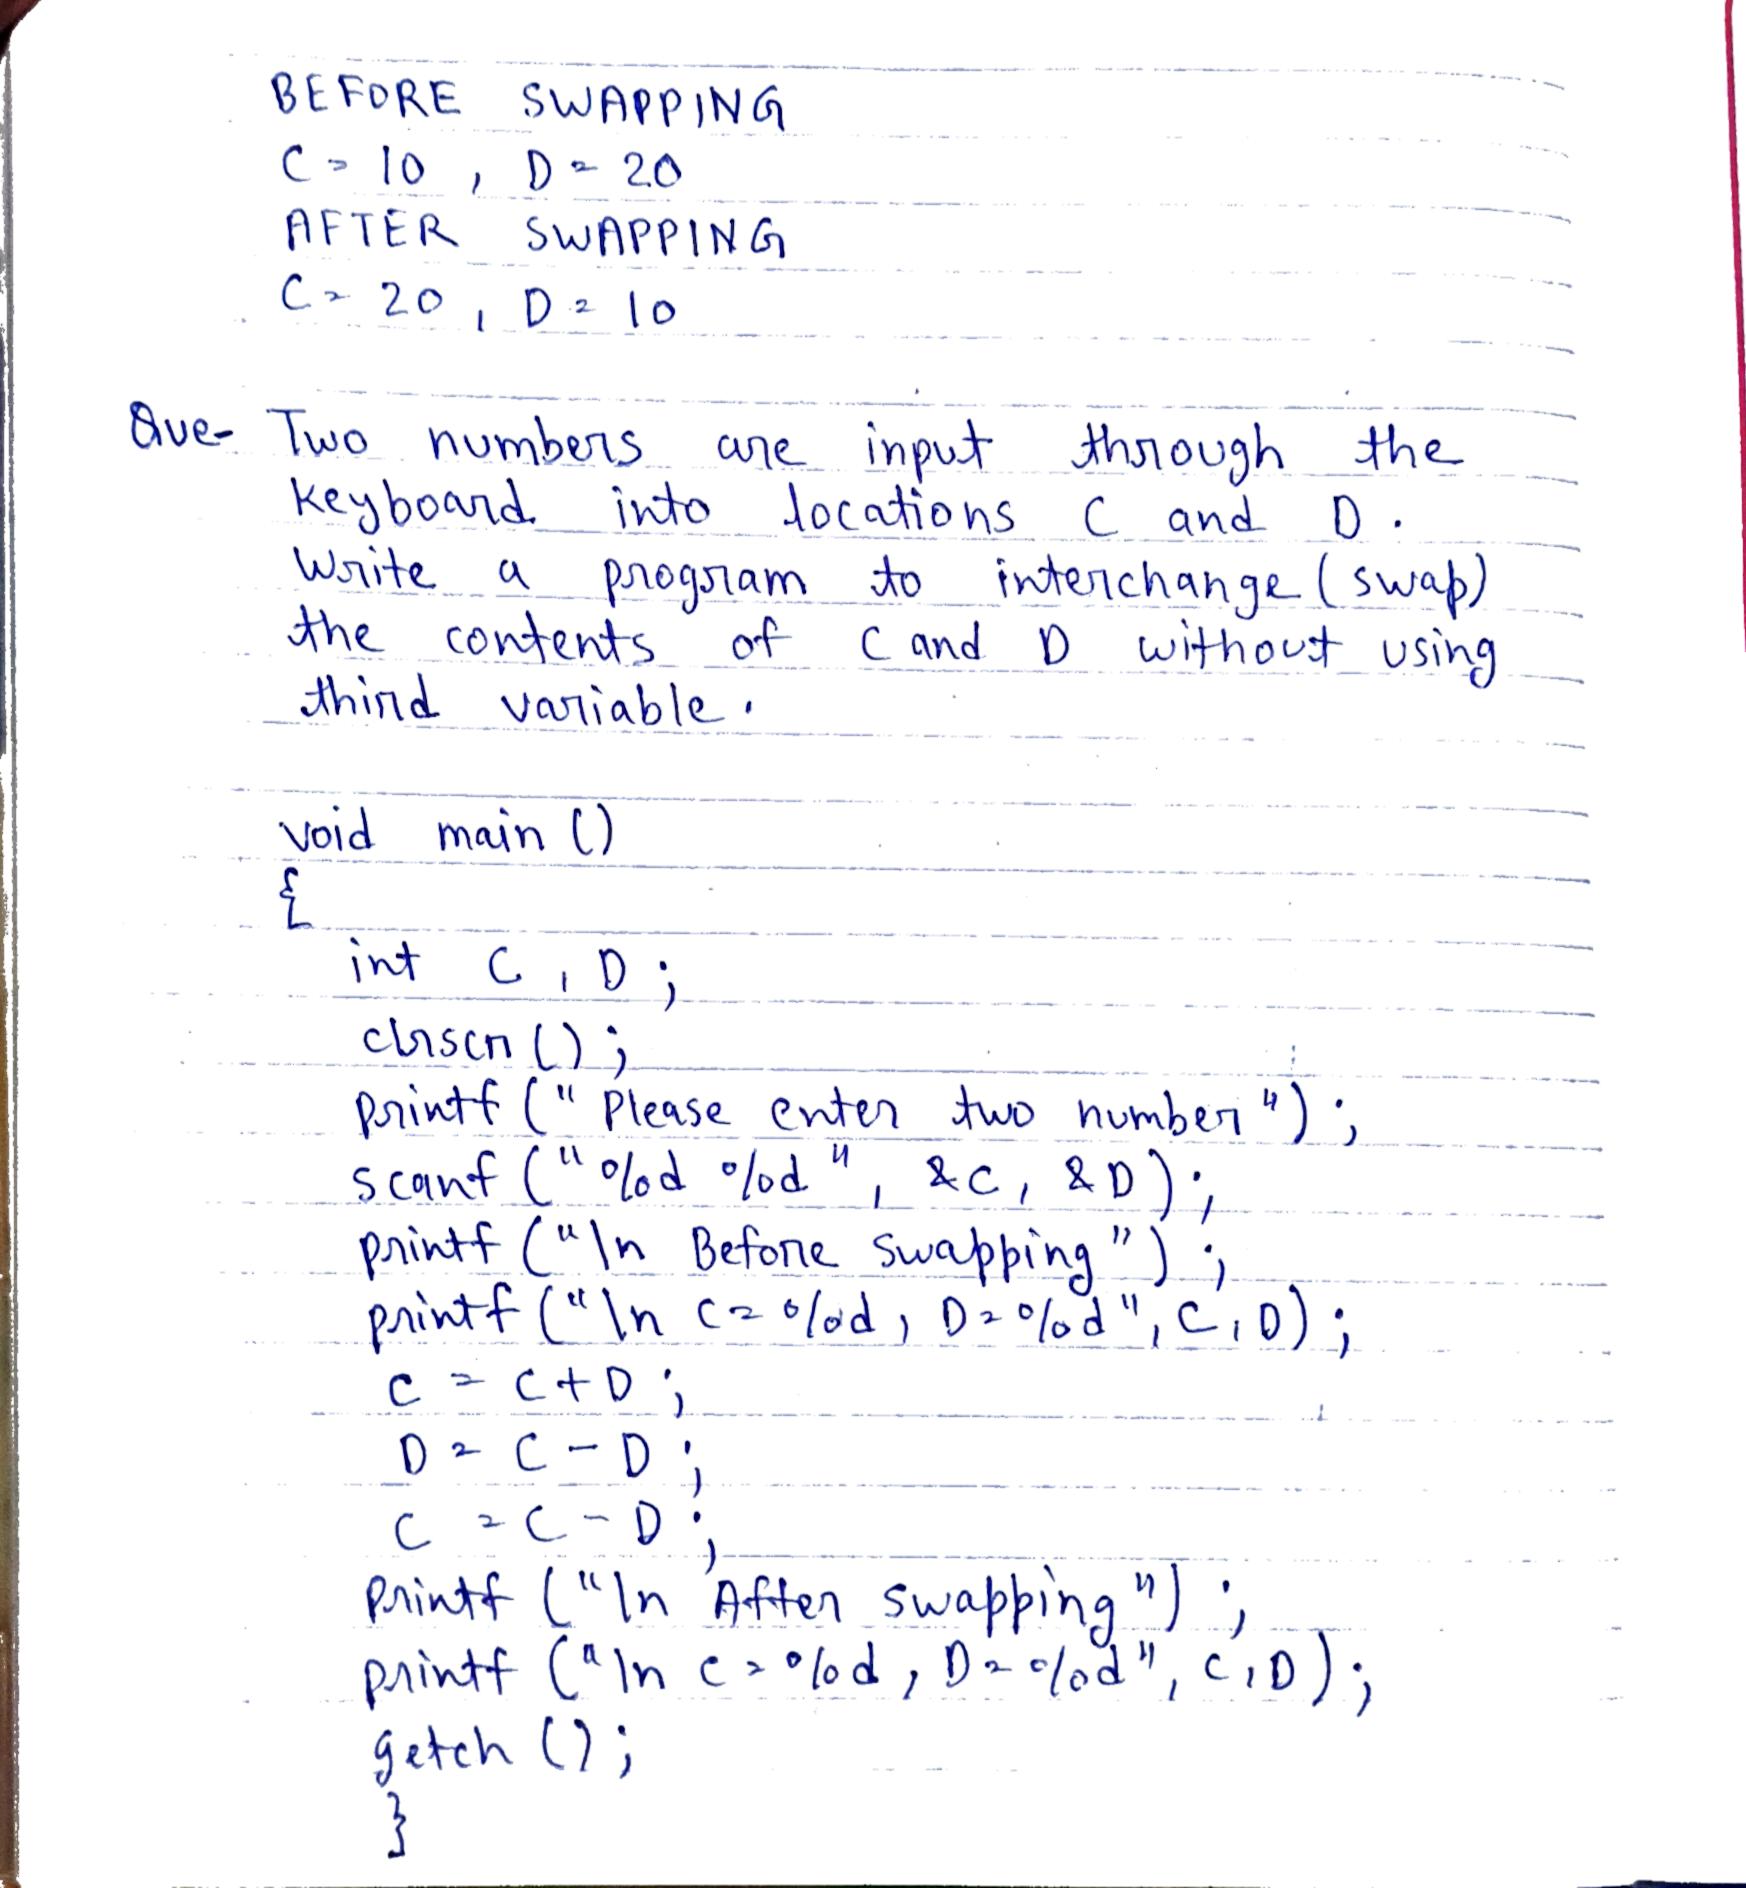 BEFORE SWAPPING
C = 10 , D = 20
AFTER SWAPPING
C = 20 , D = 10
Que- Two numbers are input through the
keyboard into locations C and D.
Write a program to interchange (swap)
the contents of C and D without using
third variable.
void main ()
{
int C , D ;
clrscr () ;
printf (" Please enter two number") ;
scanf ("%d %d", &C, &D) ;
printf ("\n Before swapping") ;
printf ("\n C=%d, D=%d", C, D) ;
C = C+D ;
D = C - D ;
C = C - D ;
Printf ("\n After swapping") ;
printf ("\n C=%d, D=%d", C, D) ;
getch () ;
}